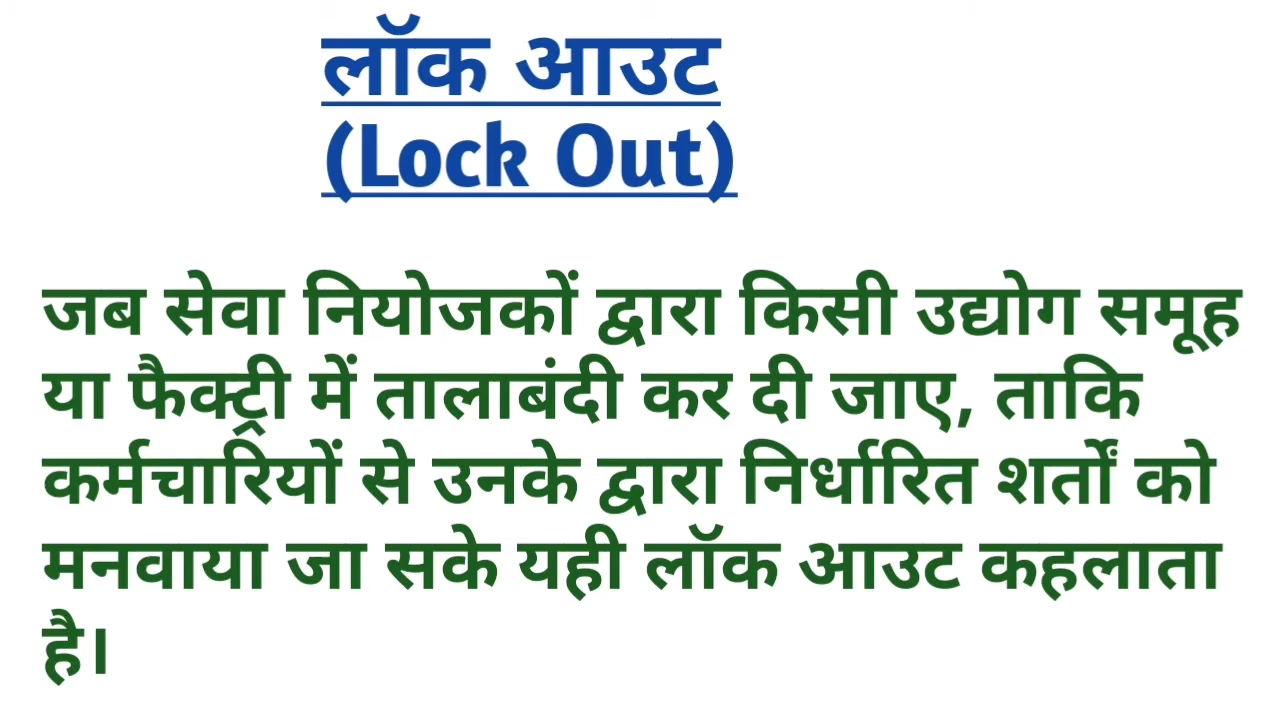 लॉक आउट
(Lock Out)
जब सेवा नियोजकों द्वारा किसी उद्योग समूह
या फैक्ट्री में तालाबंदी कर दी जाए, ताकि
कर्मचारियों से उनके द्वारा निर्धारित शर्तों को
मनवाया जा सके यही लॉक आउट कहलाता
है।